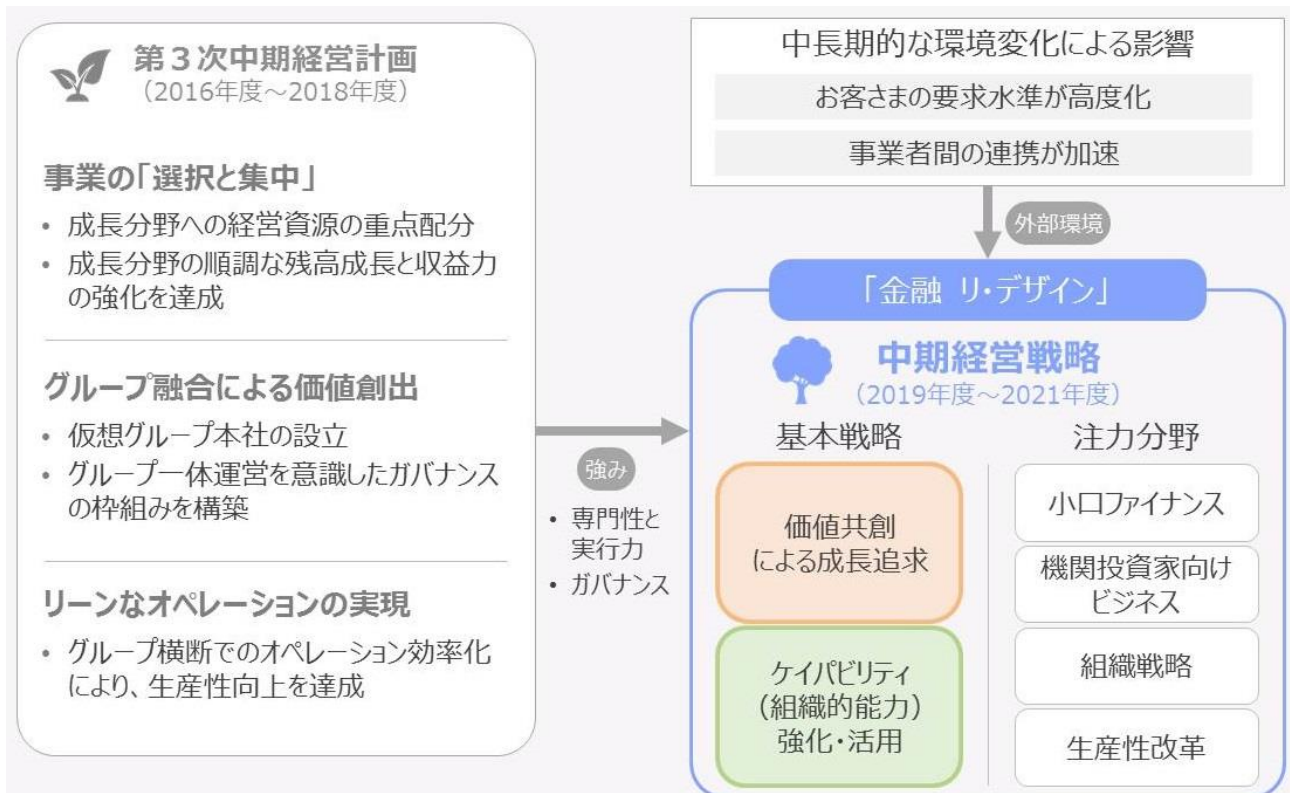 第３次中期経営計画
（2016年度～2018年度）
事業の「選択と集中」
• 成長分野への経営資源の重点配分
• 成長分野の順調な残高成長と収益力
の強化を達成
グループ融合による価値創出
• 仮想グループ本社の設立
• グループ一体運営を意識したガバナンス
の枠組みを構築
リーンなオペレーションの実現
• グループ横断でのオペレーション効率化
により、生産性向上を達成
強み
• 専門性と
実行力
• ガバナンス
中長期的な環境変化による影響
お客さまの要求水準が高度化
事業者間の連携が加速
外部環境
「金融 リ・デザイン」
中期経営戦略
（2019年度～2021年度）
基本戦略
価値共創
による成長追求
ケイパビリティ
（組織的能力）
強化・活用
注力分野
小口ファイナンス
機関投資家向け
ビジネス
組織戦略
生産性改革